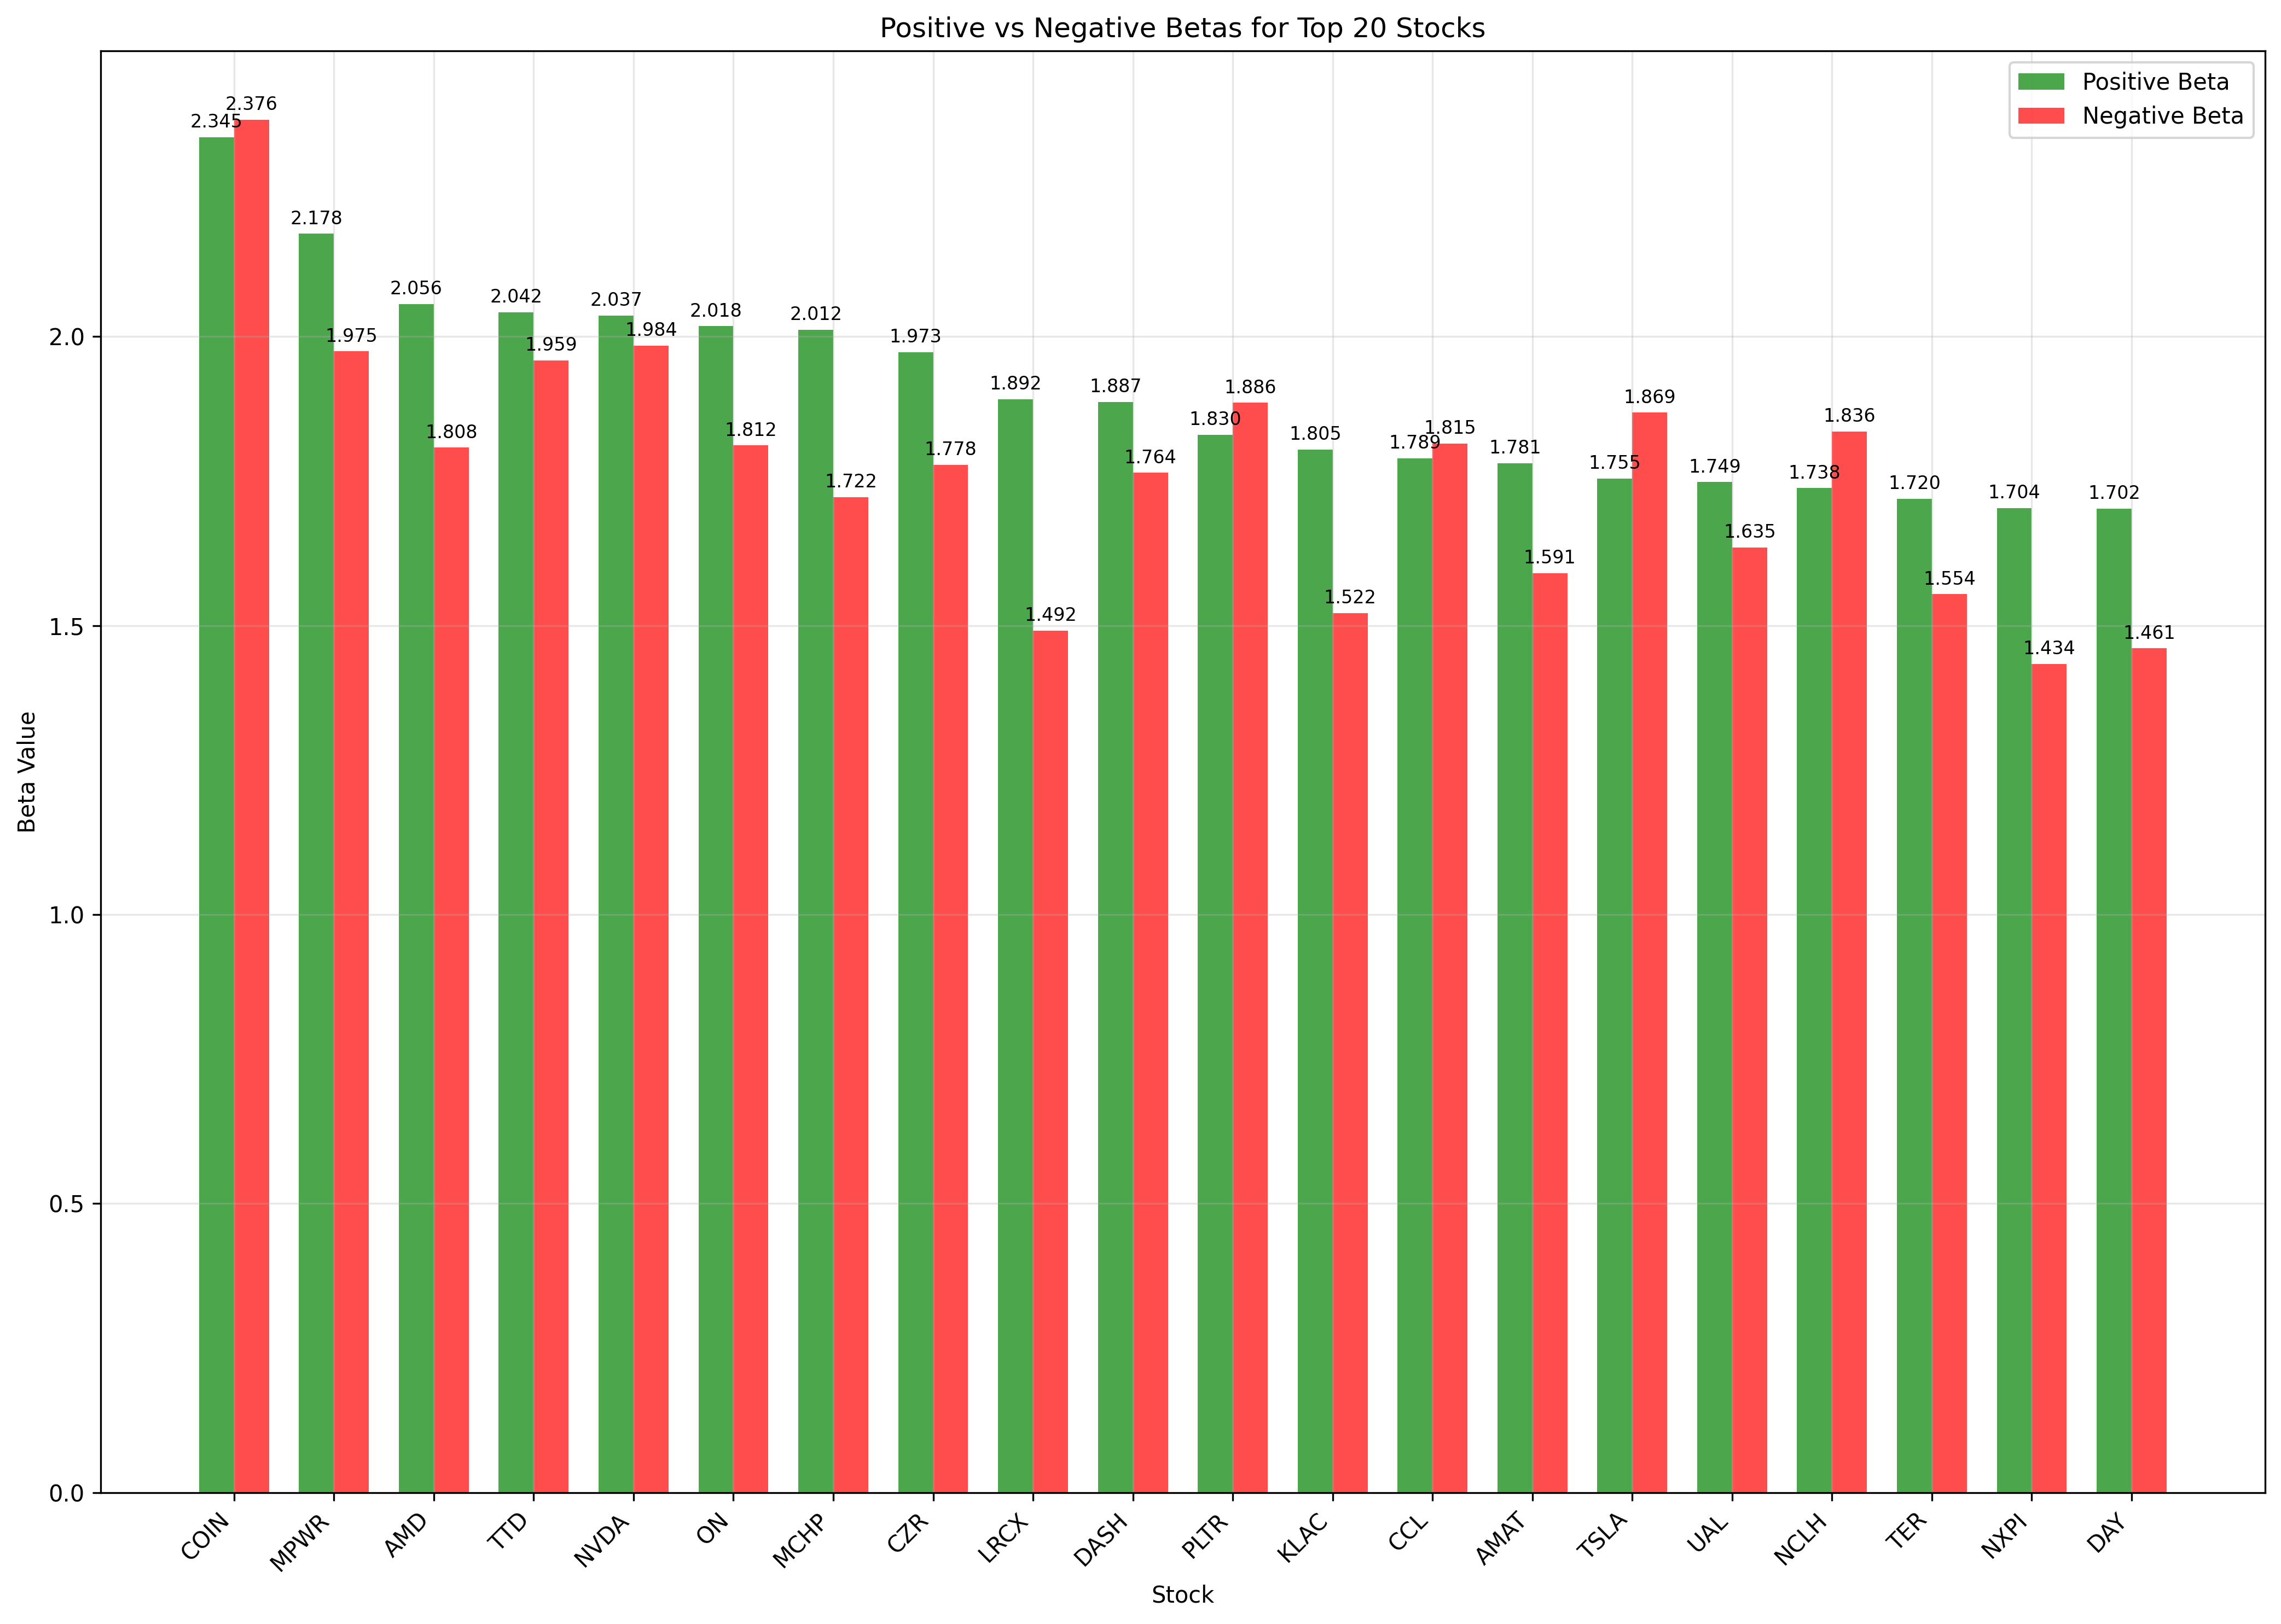 Positive vs Negative Betas for Top 20 Stocks
Positive Beta
Negative Beta
2.345
2.376
2.178
1.975
2.056
1.808
2.042
1.959
2.037
1.984
2.018
1.812
2.012
1.722
1.973
1.778
1.892
1.492
1.887
1.764
1.830
1.886
1.805
1.522
1.789
1.815
1.781
1.591
1.755
1.869
1.749
1.635
1.738
1.836
1.720
1.554
1.704
1.434
1.702
1.461
Beta Value
2.0
1.5
1.0
0.5
0.0
COIN
MPWR
AMD
TTD
NVDA
ON
MCHP
CZR
LRCX
DASH
PLTR
KLAC
CCL
AMAT
TSLA
UAL
NCLH
TER
NXPI
DAY
Stock